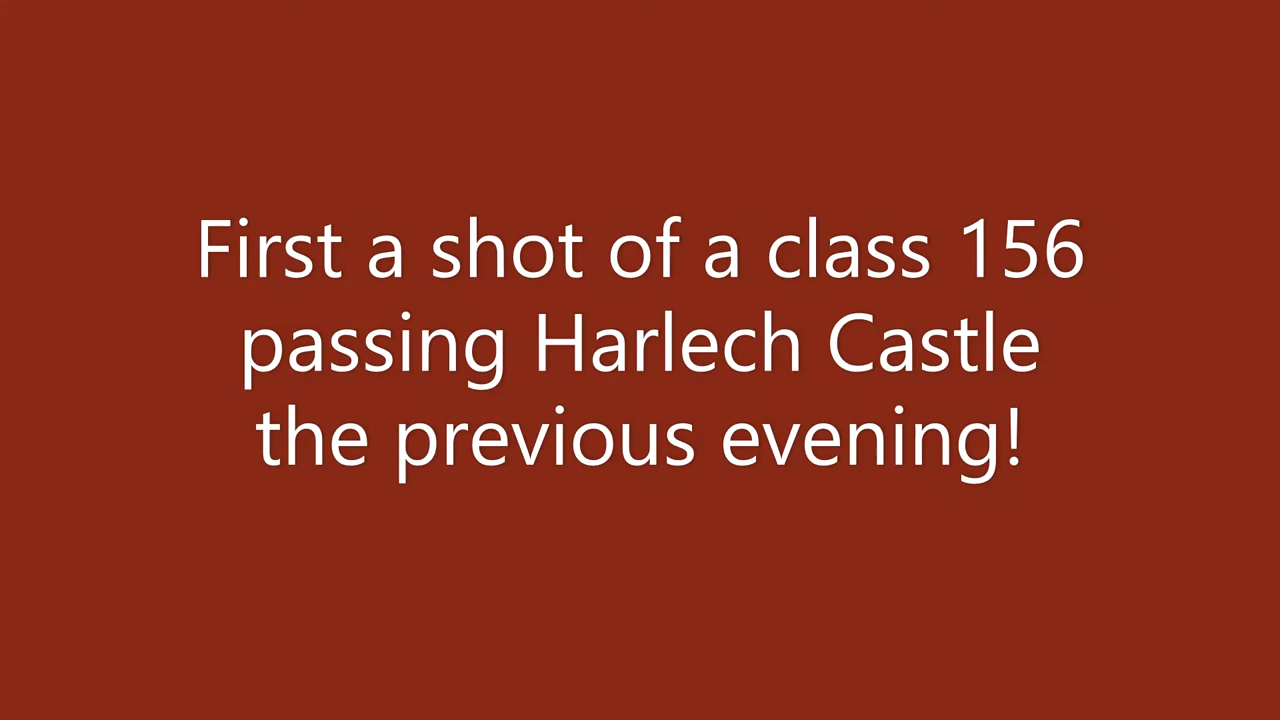 First a shot of a class 156
passing Harlech Castle
the previous evening!